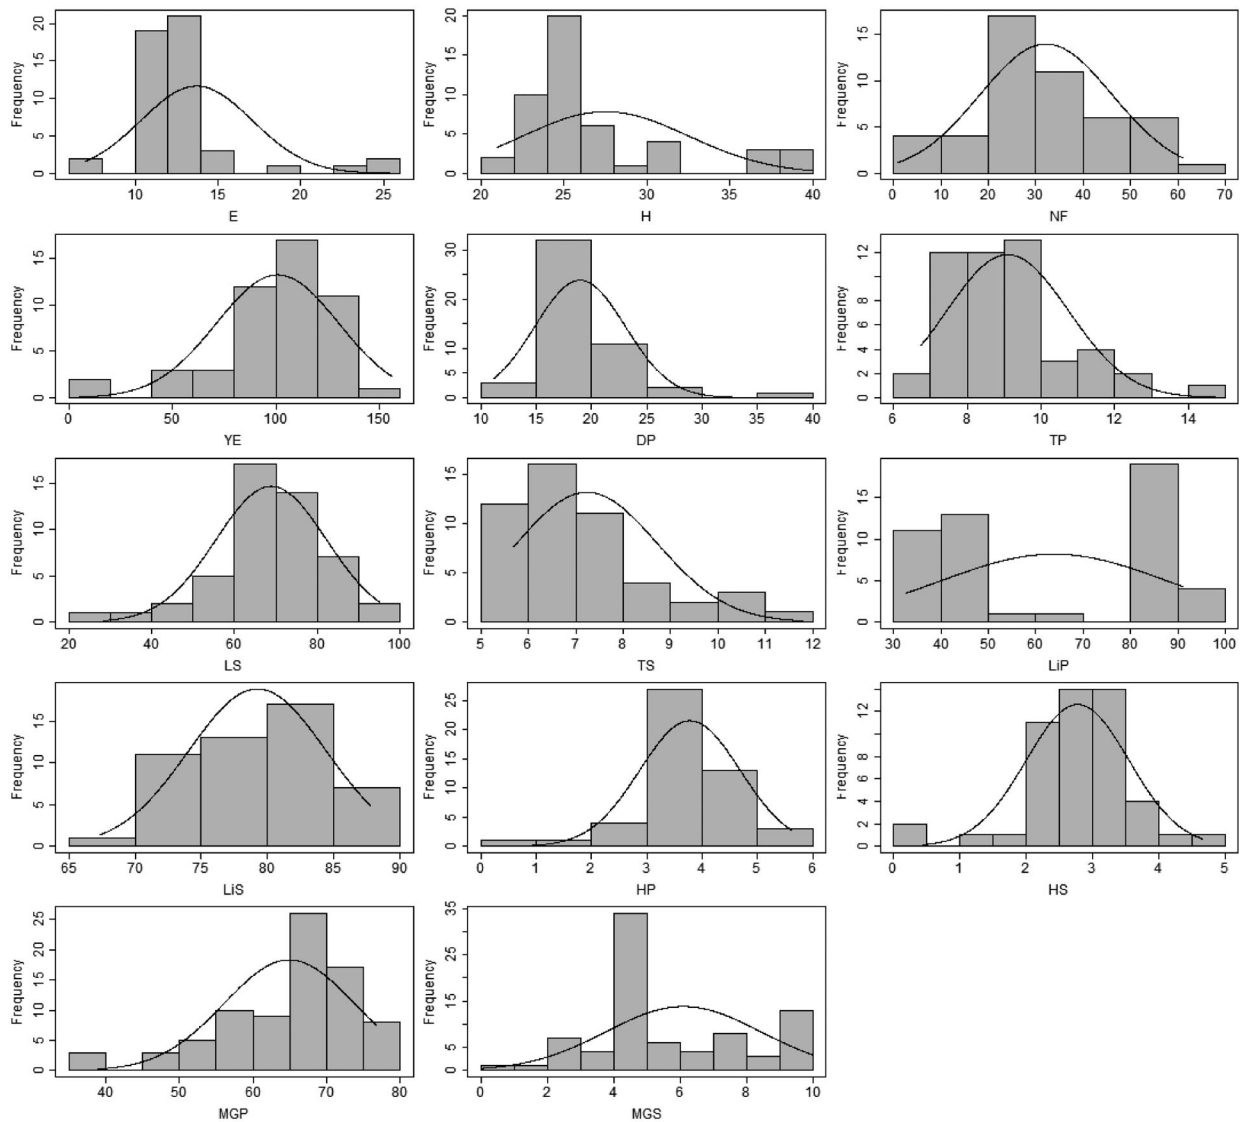 Frequency
0 5 10 15 20
10 15 20 25
E
Frequency
0 5 10 15 20
20 25 30 35 40
H
Frequency
0 5 10 15
0 10 20 30 40 50 60 70
NF
Frequency
0 5 10 15
0 50 100 150
YE
Frequency
0 5 15 30
10 15 20 25 30 35 40
DP
Frequency
0 2 4 6 8 12
6 8 10 12 14
TP
Frequency
0 5 10 15
20 40 60 80 100
LS
Frequency
0 5 10 15
5 6 7 8 9 10 11 12
TS
Frequency
0 5 10 15
30 40 50 60 70 80 90 100
LiP
Frequency
0 5 10 15
65 70 75 80 85 90
LiS
Frequency
0 5 10 15 20 25
0 1 2 3 4 5 6
HP
Frequency
0 2 4 6 8 12
0 1 2 3 4 5
HS
Frequency
0 5 10 15 20 25
40 50 60 70 80
MGP
Frequency
0 5 15 25 35
0 2 4 6 8 10
MGS